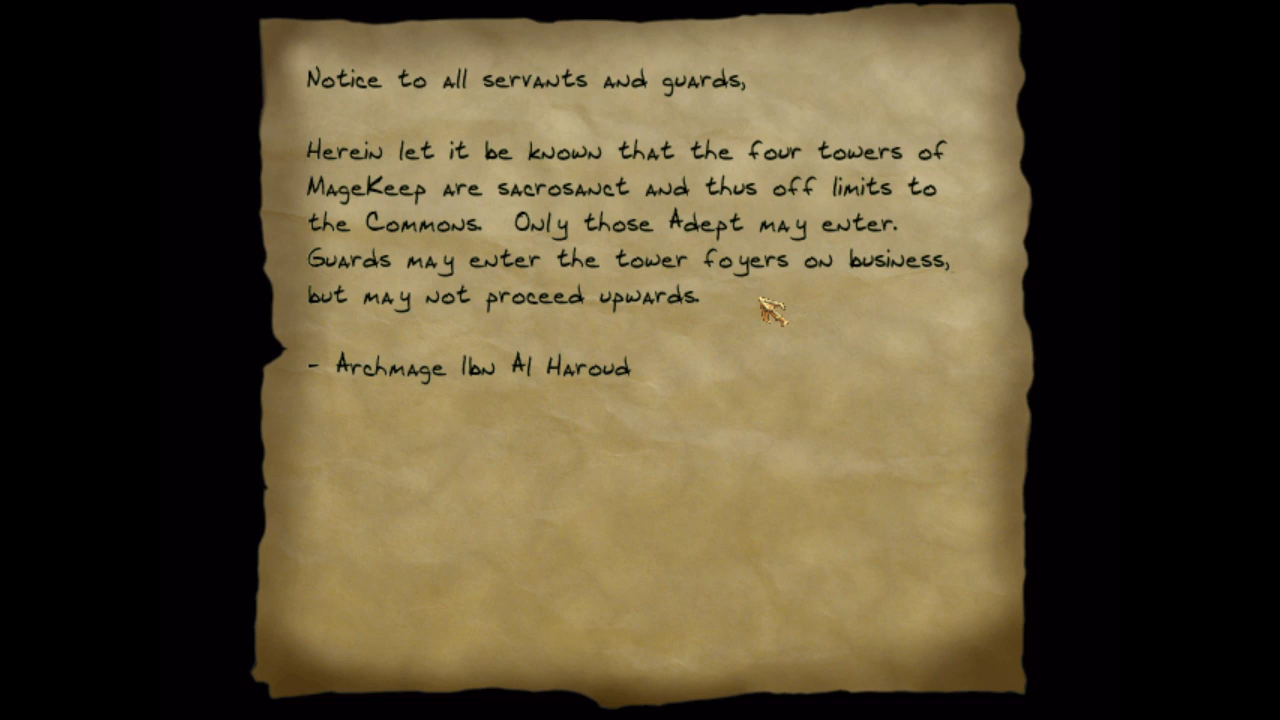 Notice to all servants and guards,
Herein let it be known that the four towers of
MageKeep are sacrosanct and thus off limits to
the Commons. Only those Adept may enter.
Guards may enter the tower foyers on business,
but may not proceed upwards.
- Archmage Ibn Al Haroud